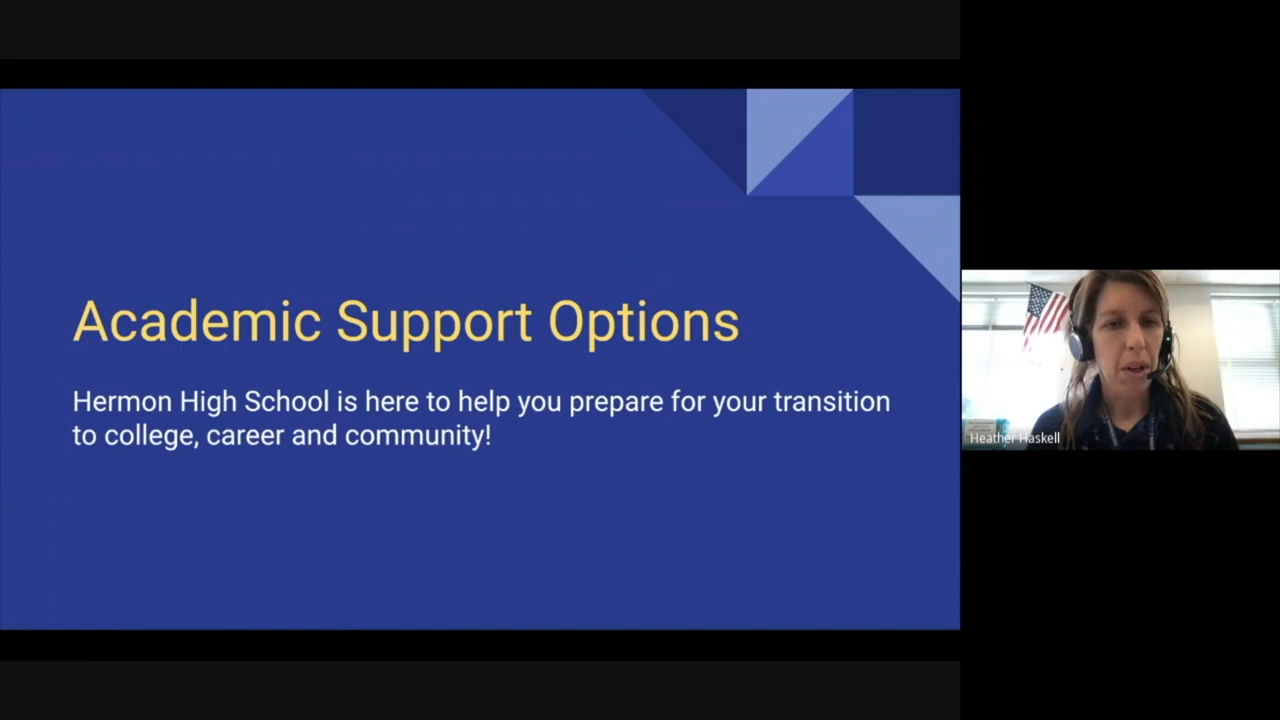 Academic Support Options
Hermon High School is here to help you prepare for your transition
to college, career and community!
Heather Haskell